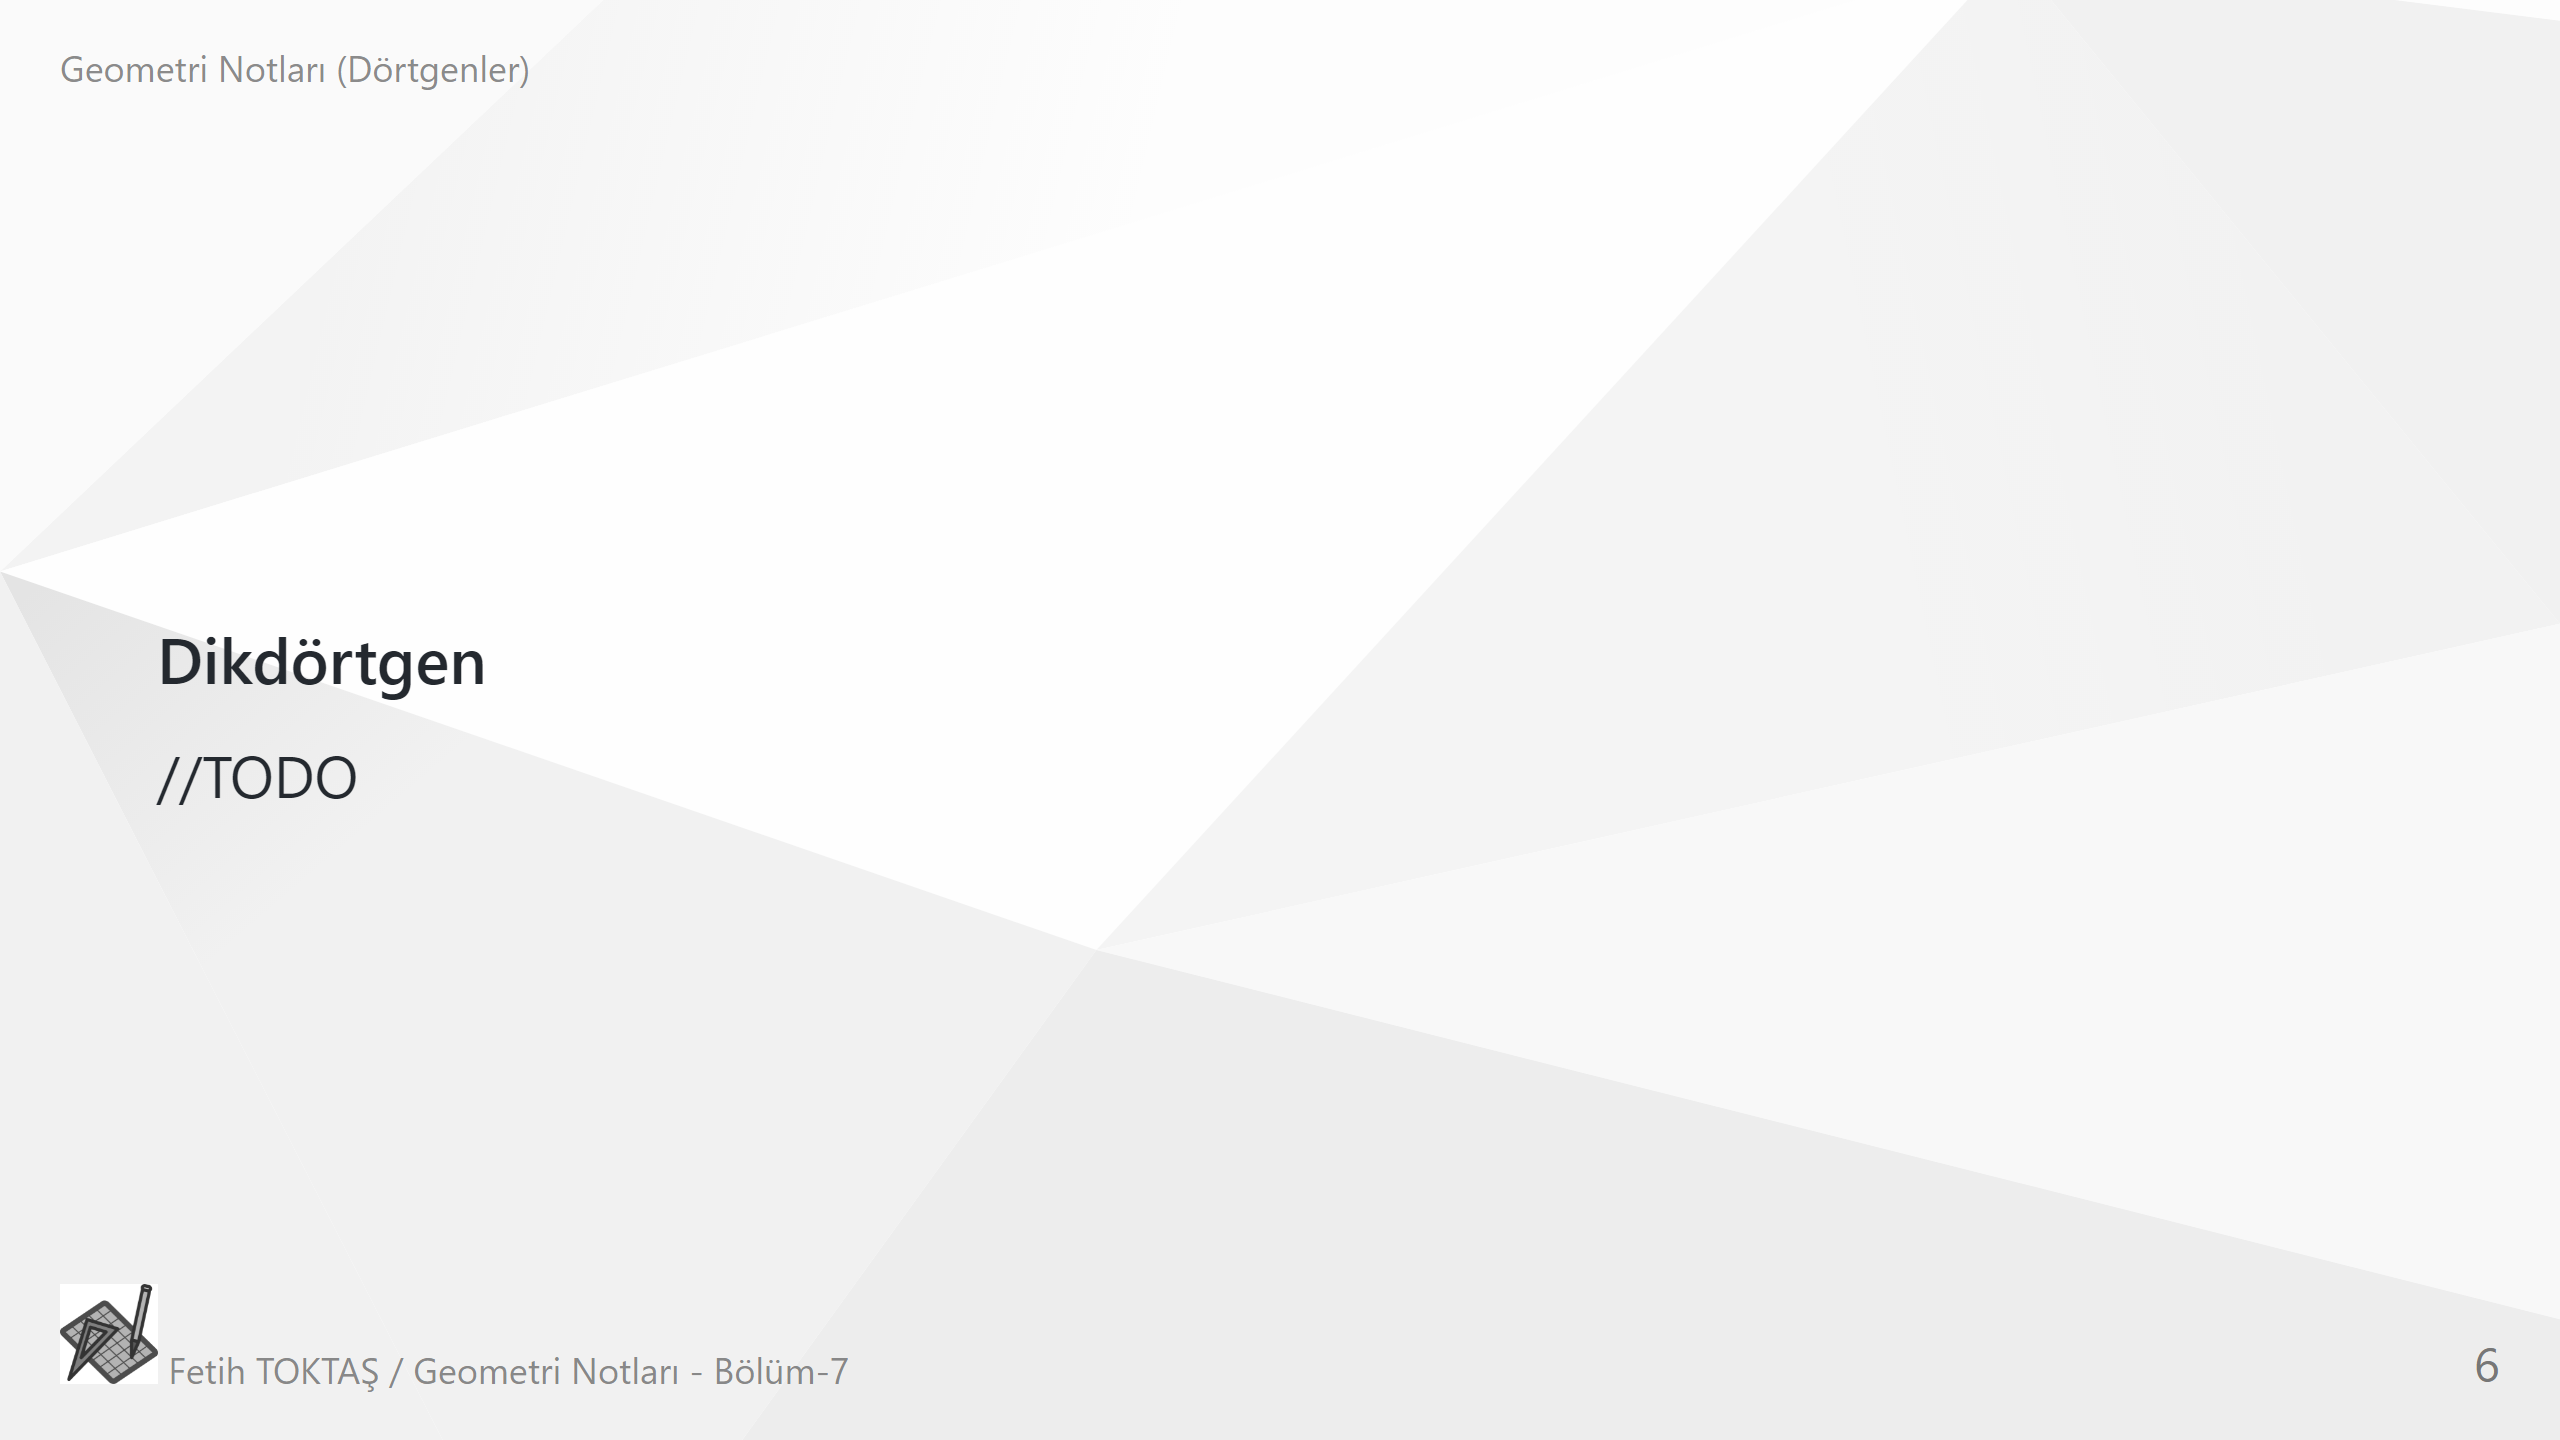 Geometri Notları (Dörtgenler)
Dikdörtgen
//TODO
Fetih TOKTAŞ / Geometri Notları - Bölüm-7
6